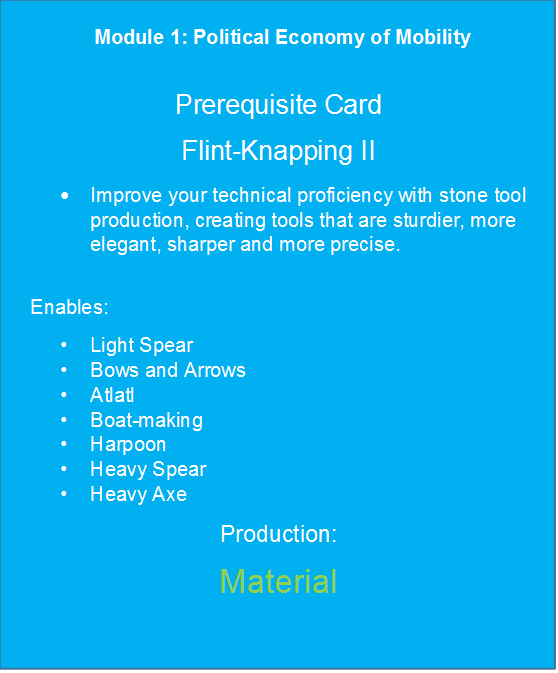 Module 1: Political Economy of Mobility
Prerequisite Card
Flint-Knapping II
• Improve your technical proficiency with stone tool
production, creating tools that are sturdier, more
elegant, sharper and more precise.
Enables:
• Light Spear
• Bows and Arrows
• Atlatl
• Boat-making
• Harpoon
• Heavy Spear
• Heavy Axe
Production:
Material